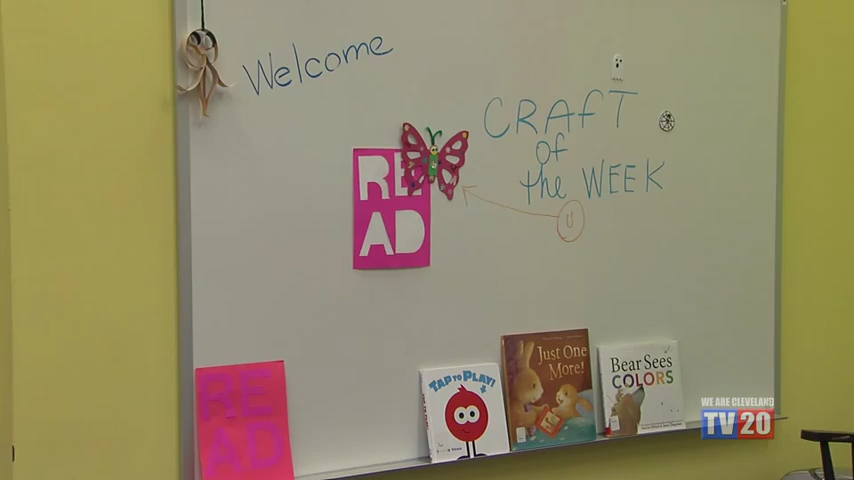 Welcome
CRAfT
of
the WEEK
RE
AD
U
RE
AD
TAP TO PLAY!
Just One
More!
Bear Sees
COLORS
WE ARE CLEVELAND
TV20